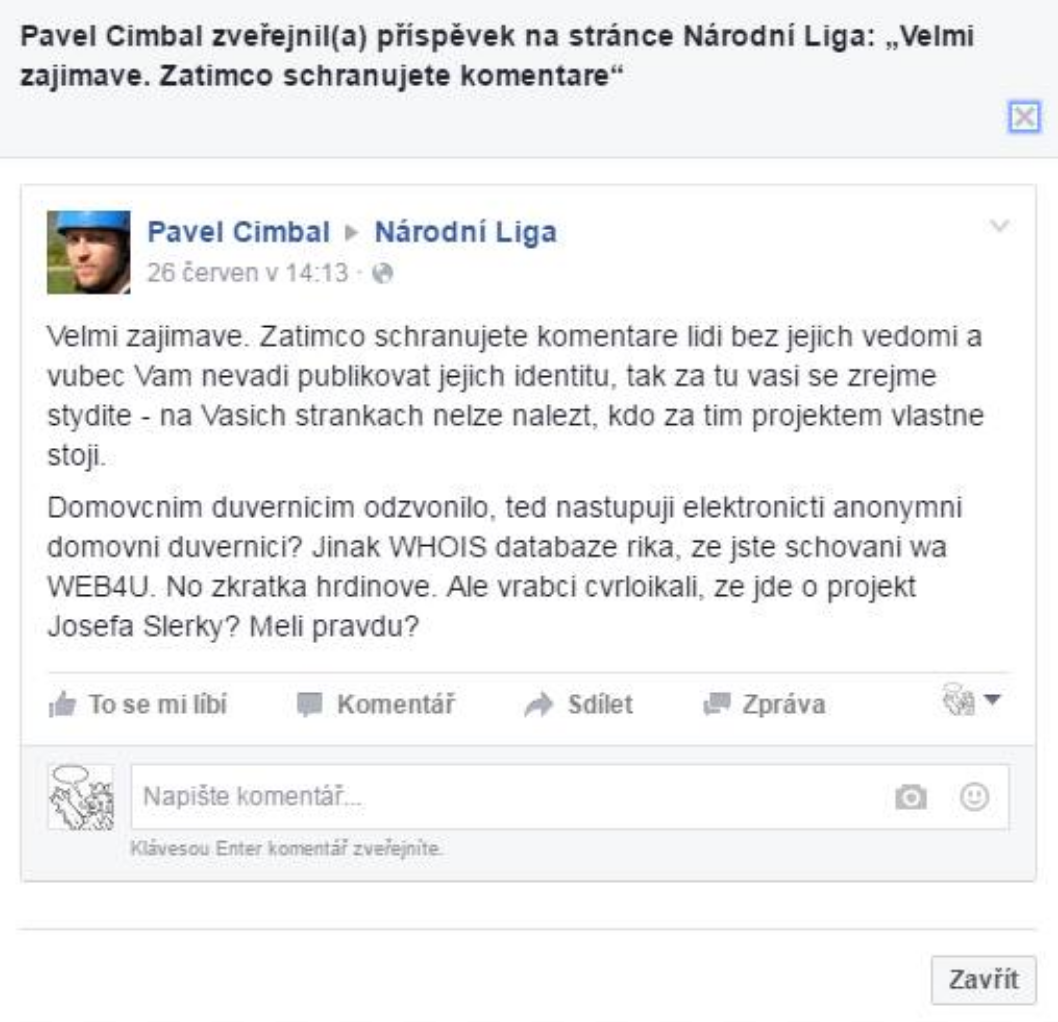 Pavel Cimbal zveřejnil(a) příspěvek na stránce Národní Liga: „Velmi
zajimave. Zatimco schranujete komentare“
Pavel Cimbal ▶ Národní Liga
26 červen v 14:13 ·
Velmi zajimave. Zatimco schranujete komentare lidi bez jejich vedomi a
vubec Vam nevadi publikovat jejich identitu, tak za tu vasi se zrejme
stydite - na Vasich strankach nelze nalezt, kdo za tim projektem vlastne
stoji.
Domovcnim duvernicim odzvonilo, ted nastupuji elektronicti anonymni
domovni duvernici? Jinak WHOIS databaze rika, ze jste schovani wa
WEB4U. No zkratka hrdinove. Ale vrabci cvrloikali, ze jde o projekt
Josefa Slerky? Meli pravdu?
To se mi líbí Komentář Sdílet Zpráva
Napište komentář...
Klávesou Enter komentář zveřejníte.
Zavřít